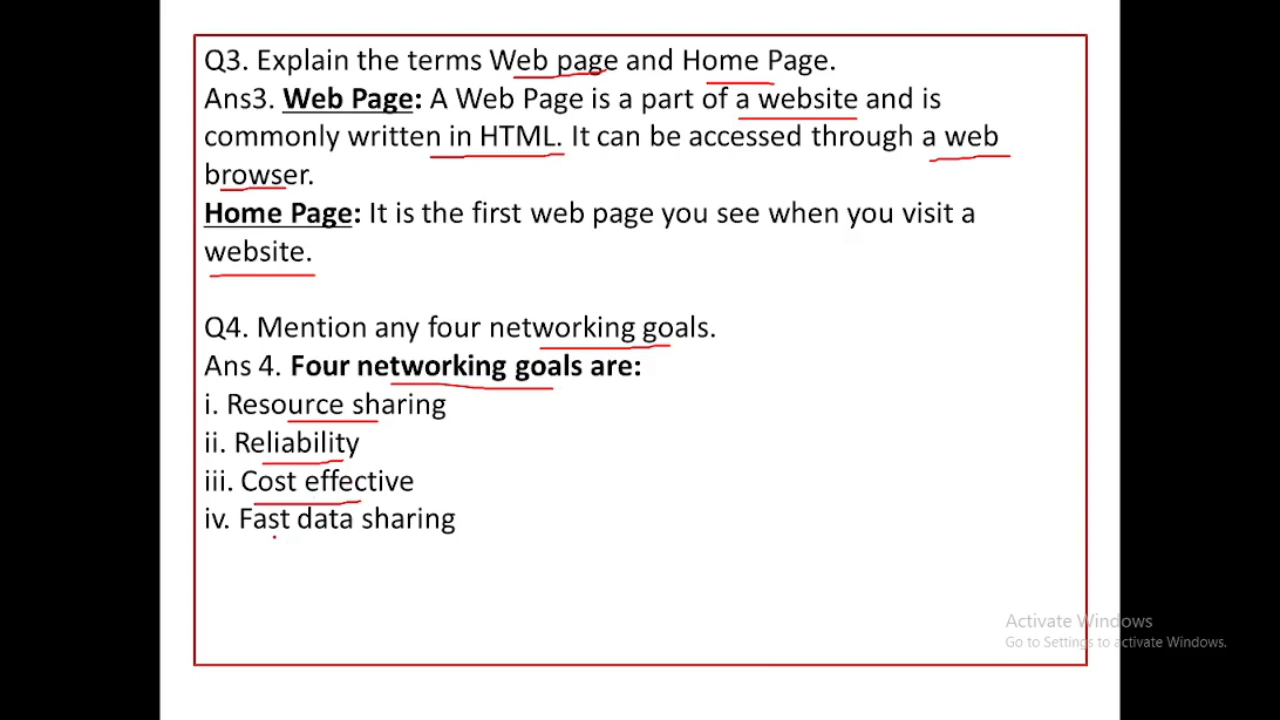 Q3. Explain the terms Web page and Home Page.
Ans3. Web Page: A Web Page is a part of a website and is
commonly written in HTML. It can be accessed through a web
browser.
Home Page: It is the first web page you see when you visit a
website.
Q4. Mention any four networking goals.
Ans 4. Four networking goals are:
i. Resource sharing
ii. Reliability
iii. Cost effective
iv. Fast data sharing
Activate Windows
Go to Settings to activate Windows.